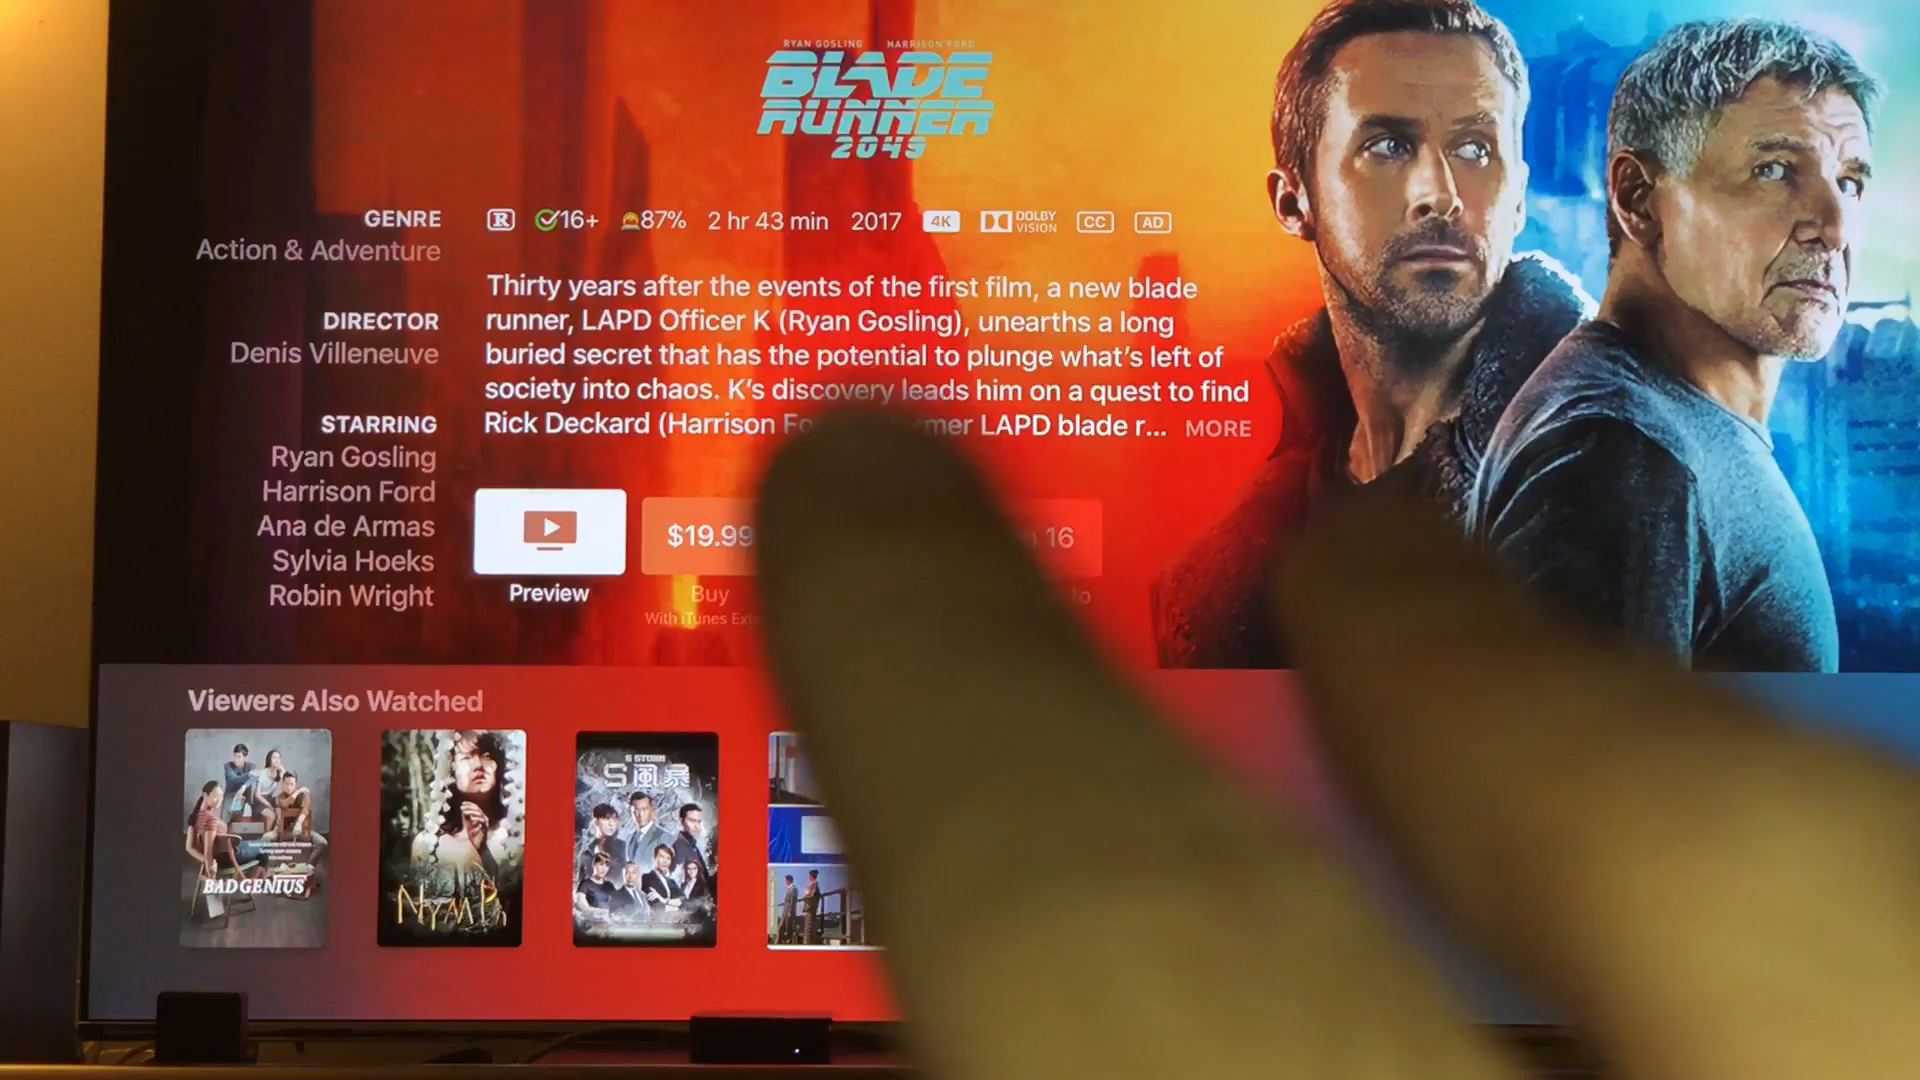 RYAN GOSLING HARRISON FORD
BLADE
RUNNER
2049
GENRE
Action & Adventure
DIRECTOR
Denis Villeneuve
STARRING
Ryan Gosling
Harrison Ford
Ana de Armas
Sylvia Hoeks
Robin Wright
R 16+ 87% 2 hr 43 min 2017 4K DOLBY VISION CC AD
Thirty years after the events of the first film, a new blade
runner, LAPD Officer K (Ryan Gosling), unearths a long
buried secret that has the potential to plunge what's left of
society into chaos. K's discovery leads him on a quest to find
Rick Deckard (Harrison Fo mer LAPD blade r... MORE
$19.99 16
Preview Buy
With iTunes
Viewers Also Watched
BAD GENIUS
NYMPh
S STORM
S風暴